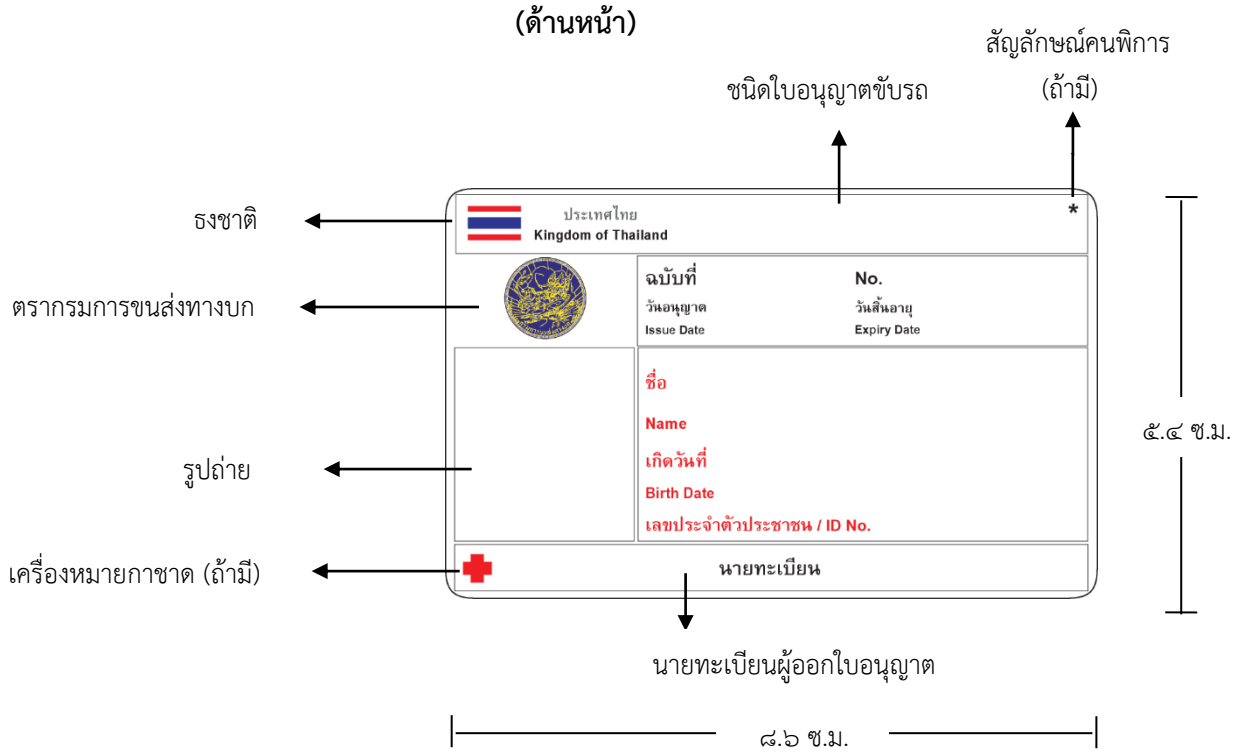 (ด้านหน้า)
สัญลักษณ์คนพิการ
(ถ้ามี)
ชนิดใบอนุญาตขับรถ
ธงชาติ
ประเทศไทย
*
Kingdom of Thailand
ตรากรมการขนส่งทางบก
ฉบับที่ No.
วันอนุญาต วันสิ้นอายุ
Issue Date Expiry Date
ชื่อ
Name
๕.๔ ซ.ม.
เกิดวันที่
รูปถ่าย
Birth Date
เลขประจำตัวประชาชน / ID No.
เครื่องหมายกาชาด (ถ้ามี)
นายทะเบียน
นายทะเบียนผู้ออกใบอนุญาต
๘.๖ ซ.ม.